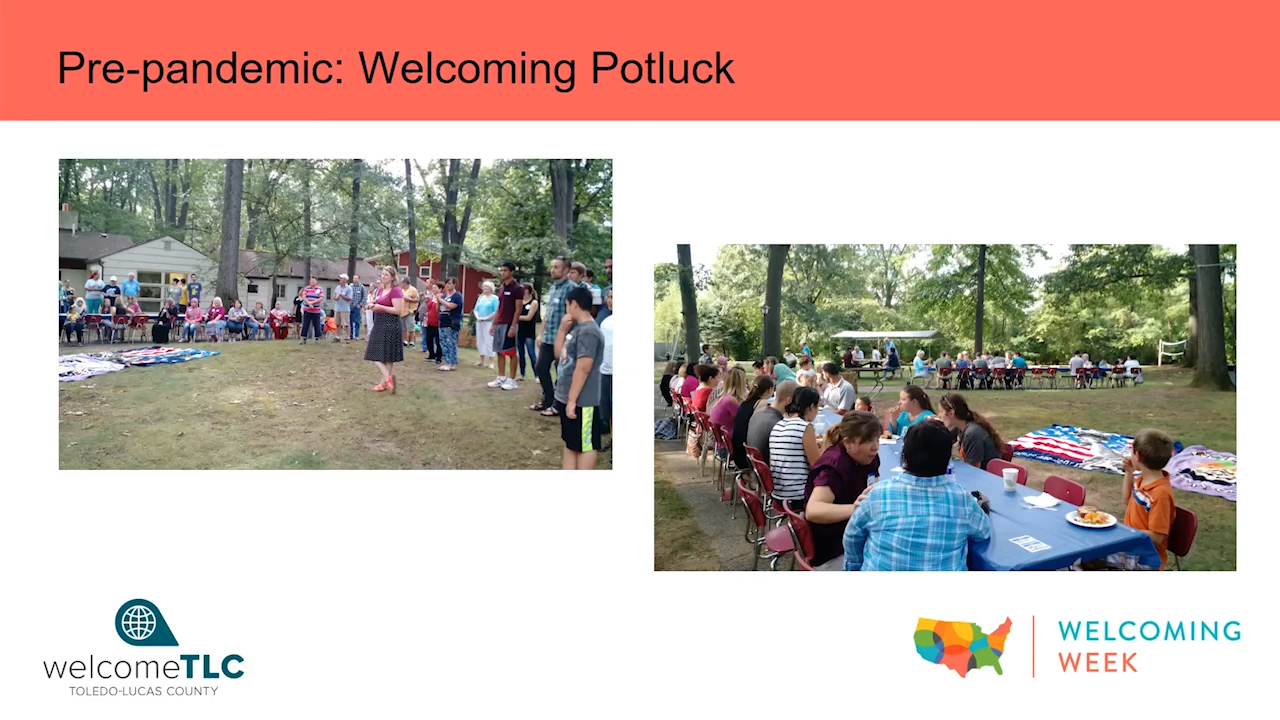 Pre-pandemic: Welcoming Potluck
welcomeTLC
TOLEDO-LUCAS COUNTY
WELCOMING
WEEK